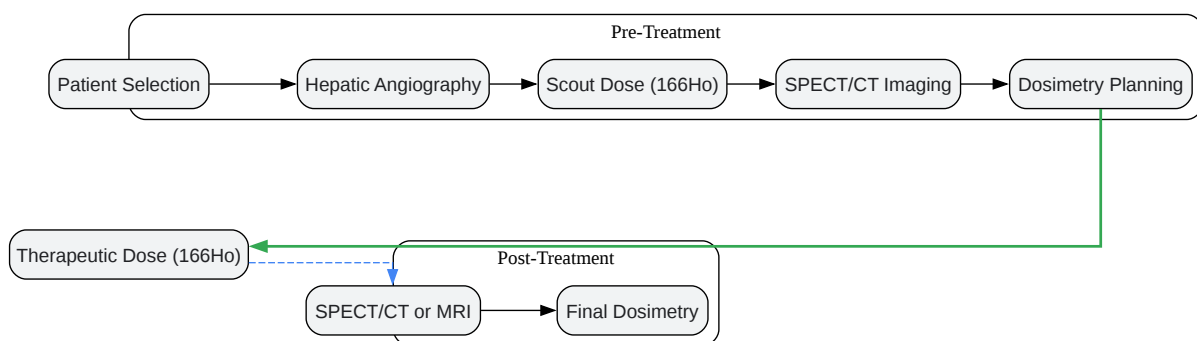 Pre-Treatment
Patient Selection
Hepatic Angiography
Scout Dose (166Ho)
SPECT/CT Imaging
Dosimetry Planning
Therapeutic Dose (166Ho)
Post-Treatment
SPECT/CT or MRI
Final Dosimetry